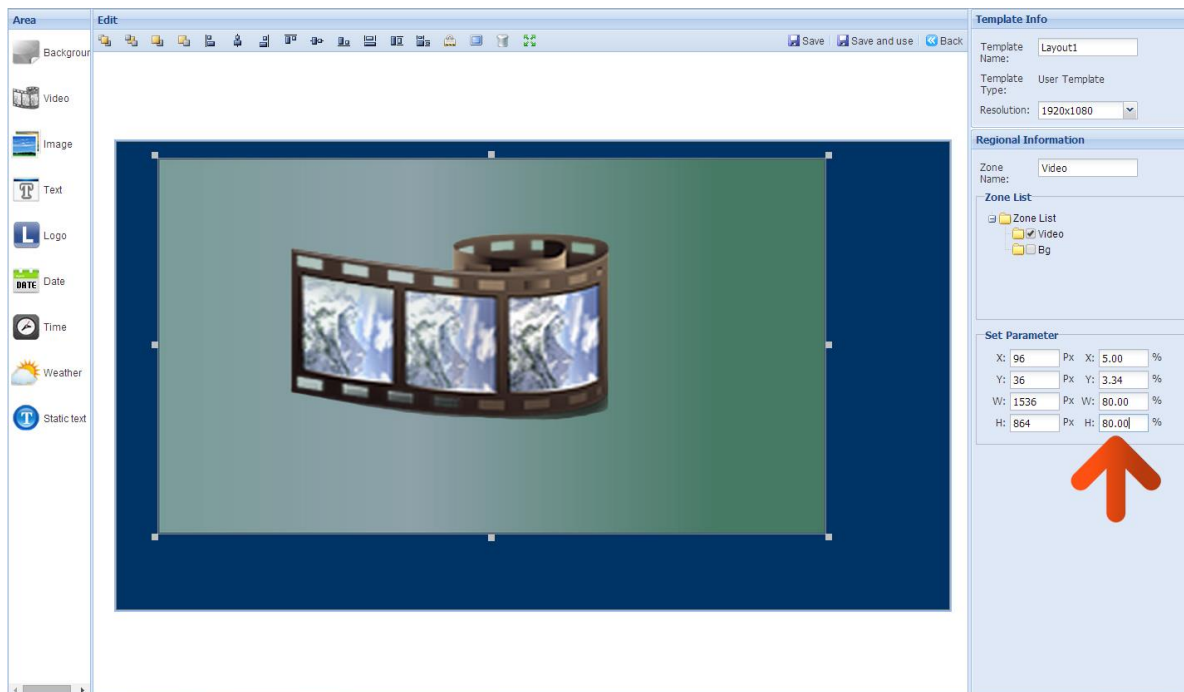 Area
Backgroun
Video
Image
Text
Logo
DATE
Date
Time
Weather
Static text
Edit
Save
Save and use
Back
Template Info
Template Name:
Layout1
Template Type:
User Template
Resolution:
1920x1080
Regional Information
Zone Name:
Video
Zone List
Zone List
Video
Bg
Set Parameter
X: 96 Px X: 5.00 %
Y: 36 Px Y: 3.34 %
W: 1536 Px W: 80.00 %
H: 864 Px H: 80.00 %